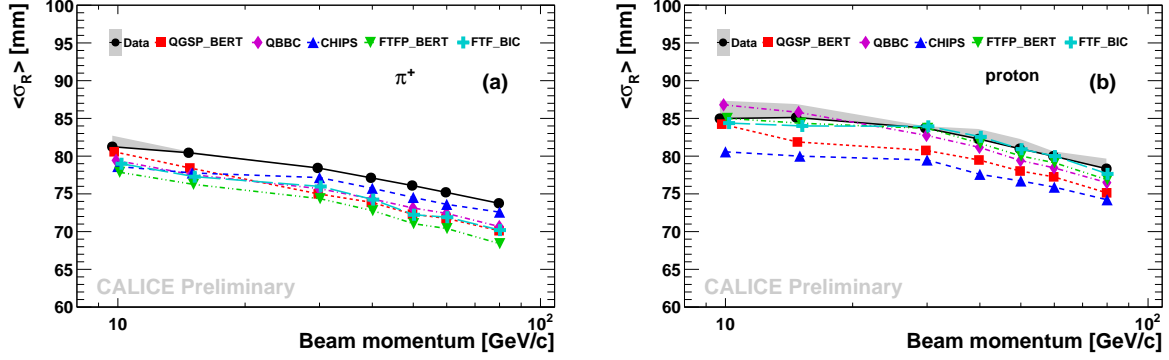 <σR> [mm]
100
95
90
85
80
75
70
65
60
Data QGSP_BERT QBBC CHIPS FTFP_BERT FTF_BIC
π+ (a)
CALICE Preliminary
10 10²
Beam momentum [GeV/c]
<σR> [mm]
100
95
90
85
80
75
70
65
60
Data QGSP_BERT QBBC CHIPS FTFP_BERT FTF_BIC
proton (b)
CALICE Preliminary
10 10²
Beam momentum [GeV/c]